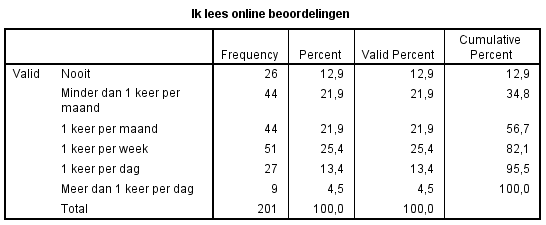 Ik lees online beoordelingen
Frequency Percent Valid Percent Cumulative Percent
Valid Nooit 26 12,9 12,9 12,9
Minder dan 1 keer per maand 44 21,9 21,9 34,8
1 keer per maand 44 21,9 21,9 56,7
1 keer per week 51 25,4 25,4 82,1
1 keer per dag 27 13,4 13,4 95,5
Meer dan 1 keer per dag 9 4,5 4,5 100,0
Total 201 100,0 100,0